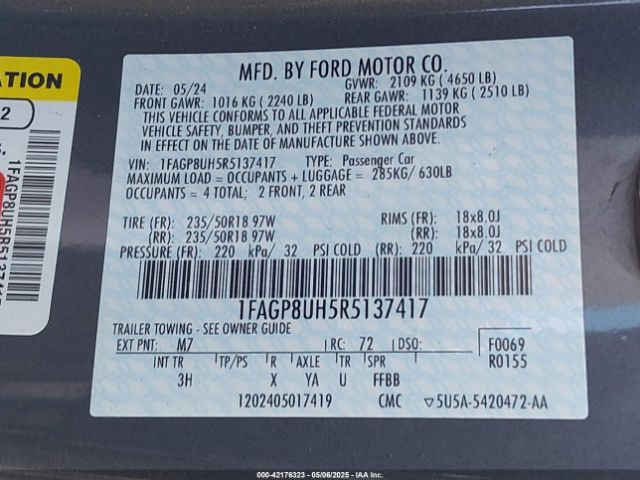 ATION
2
S.
1FAGP8UH5R5137417
MFD. BY FORD MOTOR CO.
DATE: 05/24 GVWR: 2109 KG ( 4650 LB)
FRONT GAWR: 1016 KG ( 2240 LB) REAR GAWR: 1139 KG ( 2510 LB)
THIS VEHICLE CONFORMS TO ALL APPLICABLE FEDERAL MOTOR
VEHICLE SAFETY, BUMPER, AND THEFT PREVENTION STANDARDS
IN EFFECT ON THE DATE OF MANUFACTURE SHOWN ABOVE.
VIN: 1FAGP8UH5R5137417 TYPE: Passenger Car
MAXIMUM LOAD = OCCUPANTS + LUGGAGE = 285KG/ 630LB
OCCUPANTS = 4 TOTAL; 2 FRONT, 2 REAR
TIRE (FR): 235/50R18 97W RIMS (FR): 18x8.0J
(RR): 235/50R18 97W (RR): 18x8.0J
PRESSURE (FR): 220 kPa/ 32 PSI COLD (RR): 220 kPa/ 32 PSI COLD
1FAGP8UH5R5137417
TRAILER TOWING - SEE OWNER GUIDE
EXT PNT: M7 RC: 72 DSO: F0069
INT TR TP/PS R AXLE TR SPR R0155
3H X YA U FFBB
1202405017419 CMC ▽5U5A-5420472-AA
000-42176323 - 05/06/2025 - IAA Inc.